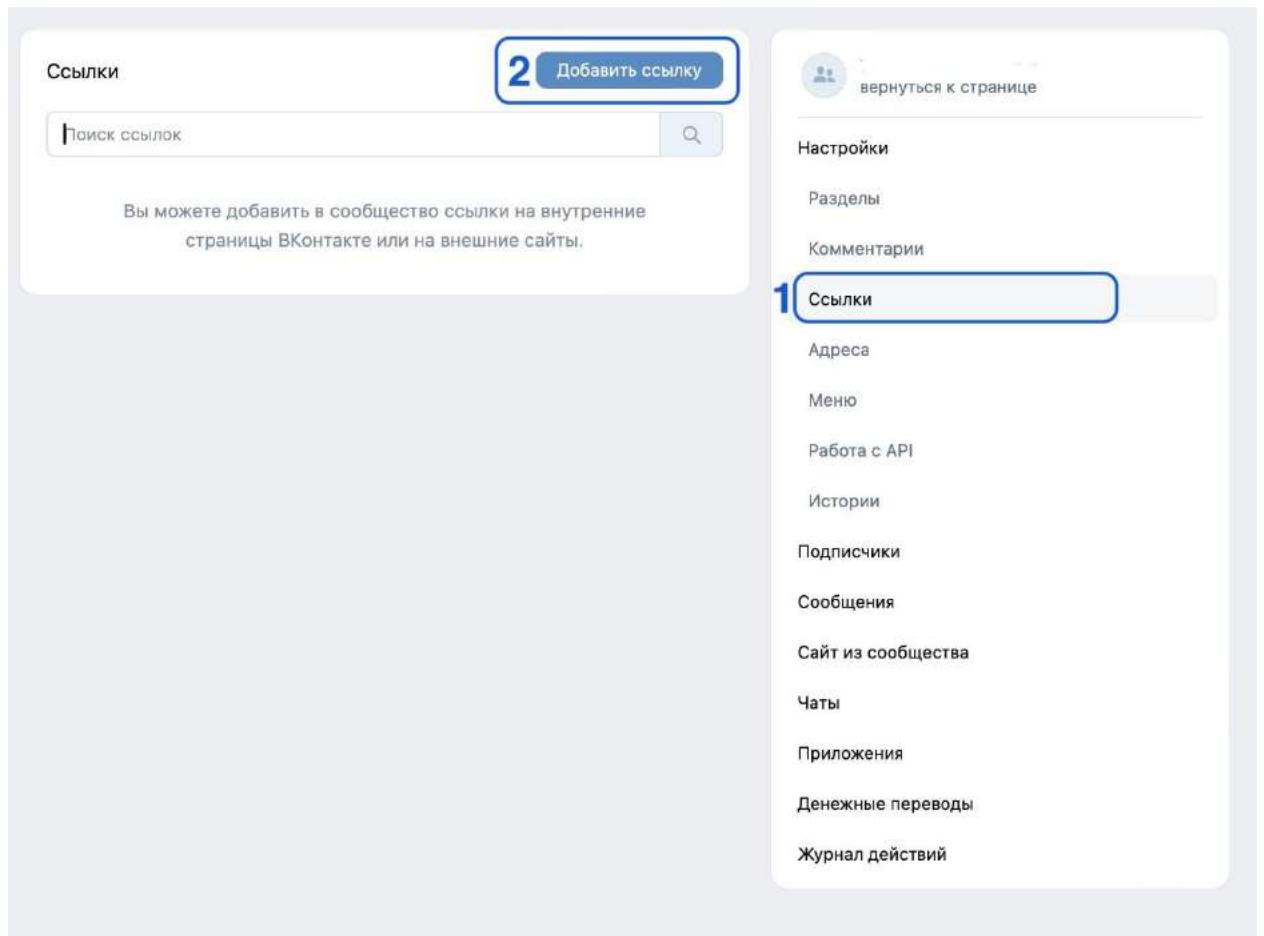 Ссылки
2
Добавить ссылку
Поиск ссылок
Вы можете добавить в сообщество ссылки на внутренние
страницы ВКонтакте или на внешние сайты.
вернуться к странице
Настройки
Разделы
Комментарии
1
Ссылки
Адреса
Меню
Работа с API
Истории
Подписчики
Сообщения
Сайт из сообщества
Чаты
Приложения
Денежные переводы
Журнал действий